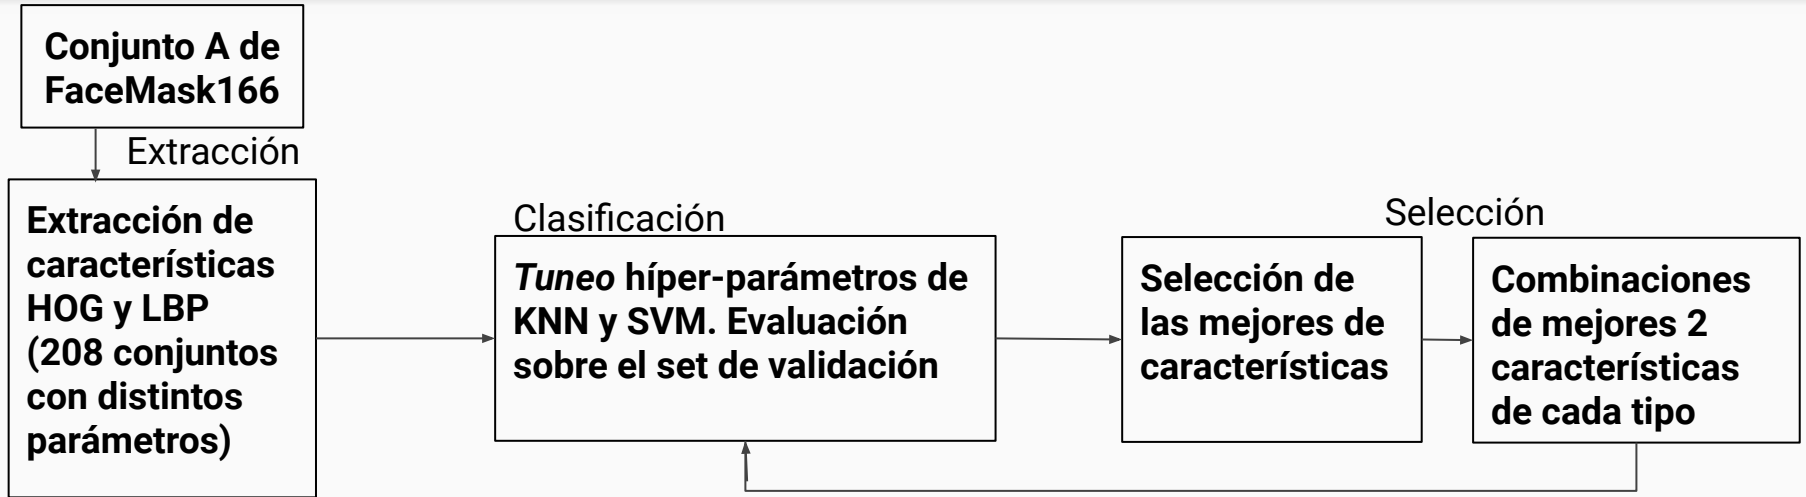 Conjunto A de
FaceMask166
Extracción
Extracción de
características
HOG y LBP
(208 conjuntos
con distintos
parámetros)
Clasificación
Tuneo híper-parámetros de
KNN y SVM. Evaluación
sobre el set de validación
Selección
Selección de
las mejores de
características
Combinaciones
de mejores 2
características
de cada tipo